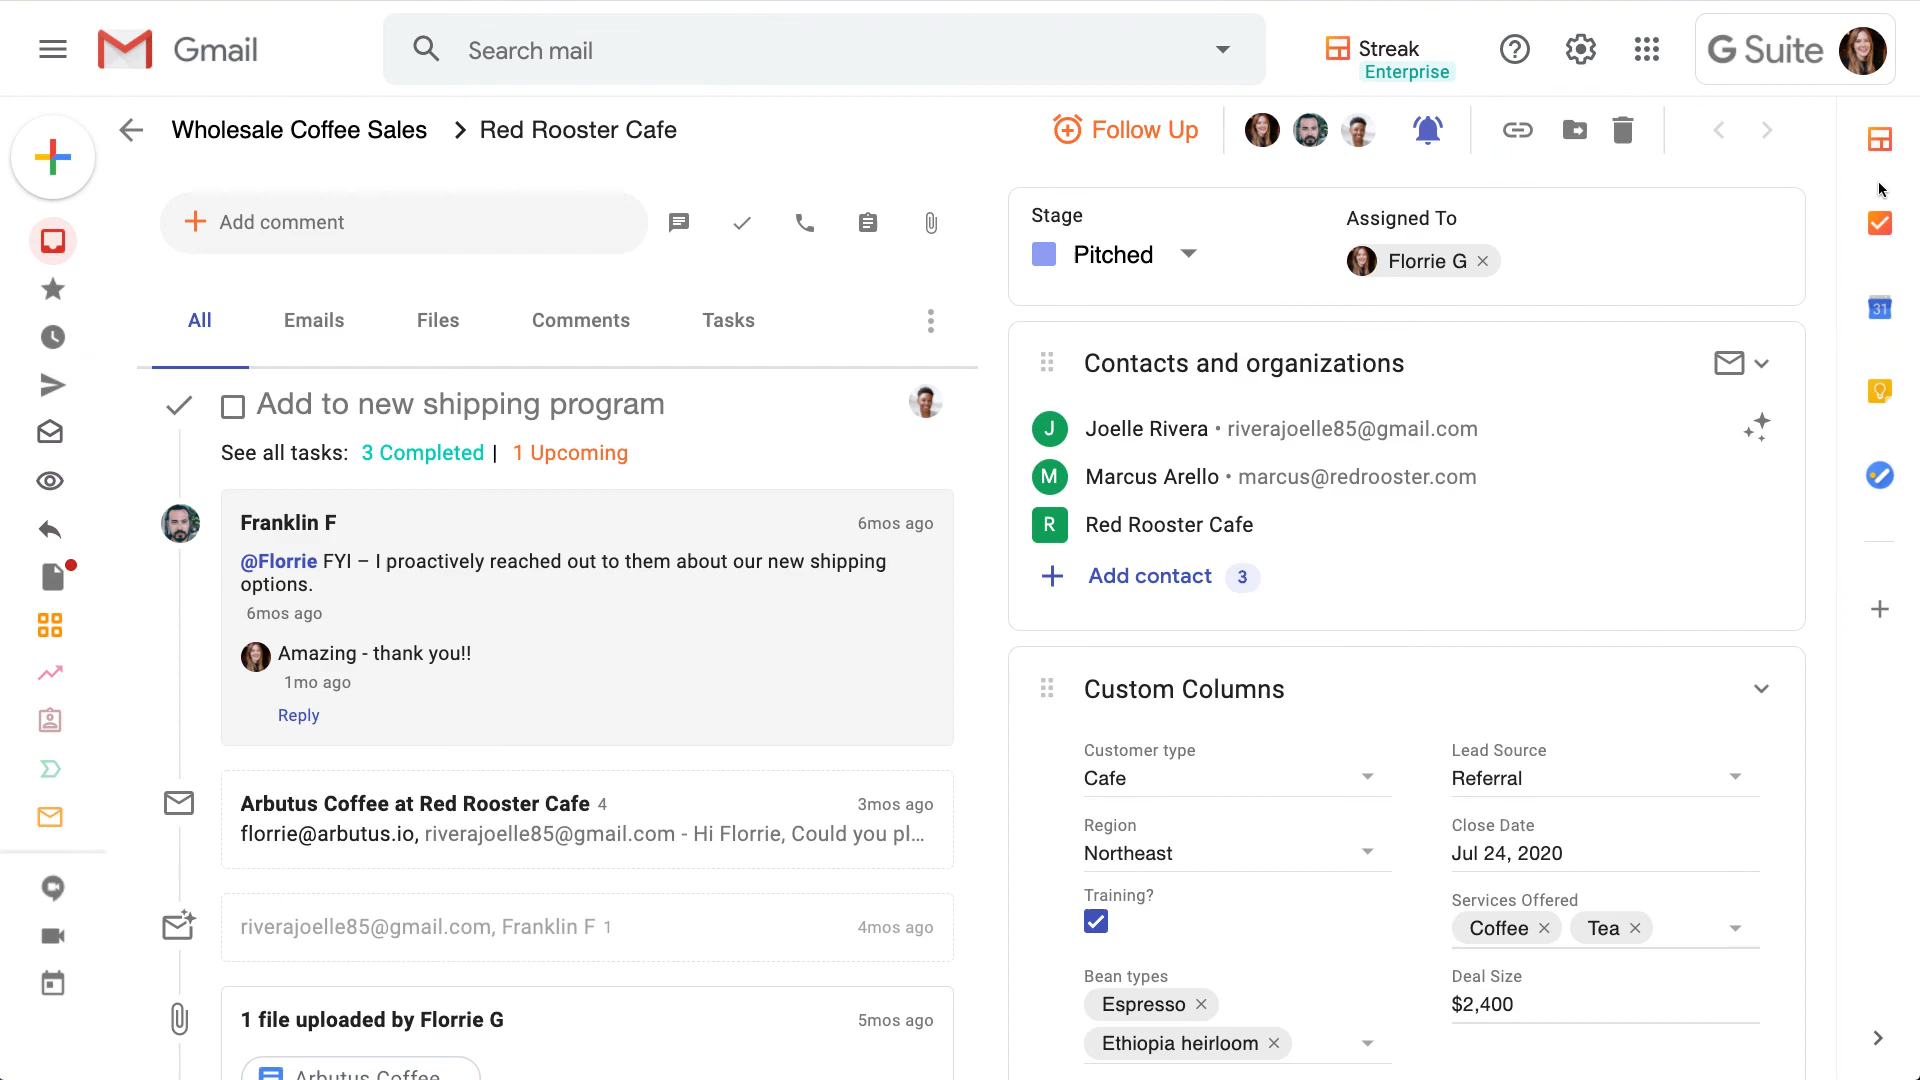 Gmail
Search mail
Streak
Enterprise
G Suite
Wholesale Coffee Sales > Red Rooster Cafe
Follow Up
Add comment
All Emails Files Comments Tasks
Add to new shipping program
See all tasks: 3 Completed | 1 Upcoming
Franklin F 6mos ago
@Florrie FYI – I proactively reached out to them about our new shipping
options.
6mos ago
Amazing - thank you!!
1mo ago
Reply
Arbutus Coffee at Red Rooster Cafe 4 3mos ago
florrie@arbutus.io, riverajoelle85@gmail.com - Hi Florrie, Could you pl...
riverajoelle85@gmail.com, Franklin F 1 4mos ago
1 file uploaded by Florrie G 5mos ago
Arbutus Coffee
Stage
Pitched
Assigned To
Florrie G
Contacts and organizations
J Joelle Rivera • riverajoelle85@gmail.com
M Marcus Arello • marcus@redrooster.com
R Red Rooster Cafe
Add contact 3
Custom Columns
Customer type
Cafe
Lead Source
Referral
Region
Northeast
Close Date
Jul 24, 2020
Training?
Services Offered
Coffee Tea
Bean types
Espresso
Ethiopia heirloom
Deal Size
$2,400
31